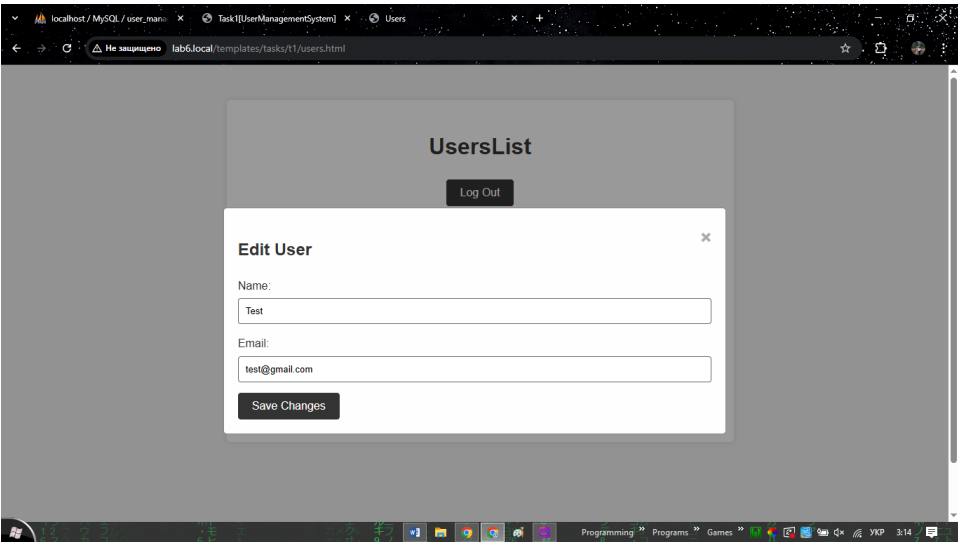 localhost / MySQL / user_mana
Task1[UserManagementSystem]
Users
Не защищено
lab6.local/templates/tasks/t1/users.html
UsersList
Log Out
Edit User
Name:
Test
Email:
test@gmail.com
Save Changes
Programming
Programs
Games
УКР
3:14